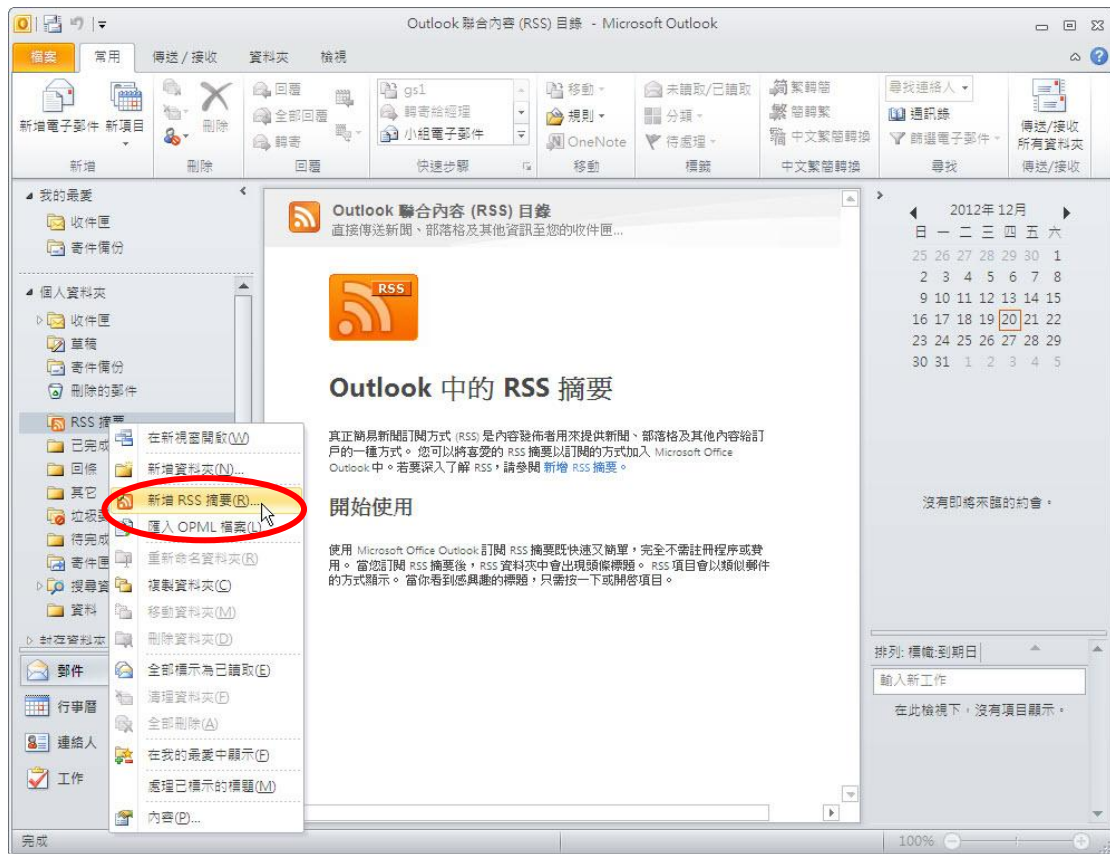 Outlook 聯合內容 (RSS) 目錄 - Microsoft Outlook
檔案 常用 傳送 / 接收 資料夾 檢視
新增電子郵件 新項目
刪除
回覆
全部回覆
轉寄
gs1
轉寄給經理
小組電子郵件
移動
規則
OneNote
未讀取/已讀取
分類
待處理
简 繁轉簡
繁 簡轉繁
中文繁簡轉換
尋找連絡人
通訊錄
篩選電子郵件
傳送/接收
所有資料夾
新增 刪除 回覆 快速步驟 移動 標籤 中文繁簡轉換 尋找 傳送/接收
我的最愛
收件匣
寄件備份
個人資料夾
收件匣
草稿
寄件備份
刪除的郵件
RSS 摘要
已完成
回條
其它
垃圾
待完成
寄件匣
搜尋資
資料
封存資料夾
郵件
行事曆
連絡人
工作
在新視窗開啟(W)
新增資料夾(N)...
新增 RSS 摘要(R)...
匯入 OPML 檔案(L)
重新命名資料夾(R)
複製資料夾(C)
移動資料夾(M)
刪除資料夾(D)
全部標示為已讀取(E)
清理資料夾(F)
全部刪除(A)
在我的最愛中顯示(F)
處理已標示的標題(M)
內容(P)...
Outlook 聯合內容 (RSS) 目錄
直接傳送新聞、部落格及其他資訊至您的收件匣...
RSS
Outlook 中的 RSS 摘要
真正簡易新聞訂閱方式 (RSS) 是內容發佈者用來提供新聞、部落格及其他內容給訂
戶的一種方式。 您可以將喜愛的 RSS 摘要以訂閱的方式加入 Microsoft Office
Outlook 中。若要深入了解 RSS，請參閱 新增 RSS 摘要。
開始使用
使用 Microsoft Office Outlook 訂閱 RSS 摘要既快速又簡單，完全不需註冊程序或費
用。 當您訂閱 RSS 摘要後，RSS 資料夾中會出現頭條標題。 RSS 項目會以類似郵件
的方式顯示。 當你看到感興趣的標題，只需按一下或開啓項目。
2012年 12月
日 一 二 三 四 五 六
25 26 27 28 29 30 1
2 3 4 5 6 7 8
9 10 11 12 13 14 15
16 17 18 19 20 21 22
23 24 25 26 27 28 29
30 31 1 2 3 4 5
沒有即將來臨的約會。
排列: 標幟:到期日
輸入新工作
在此檢視下，沒有項目顯示。
完成
100%